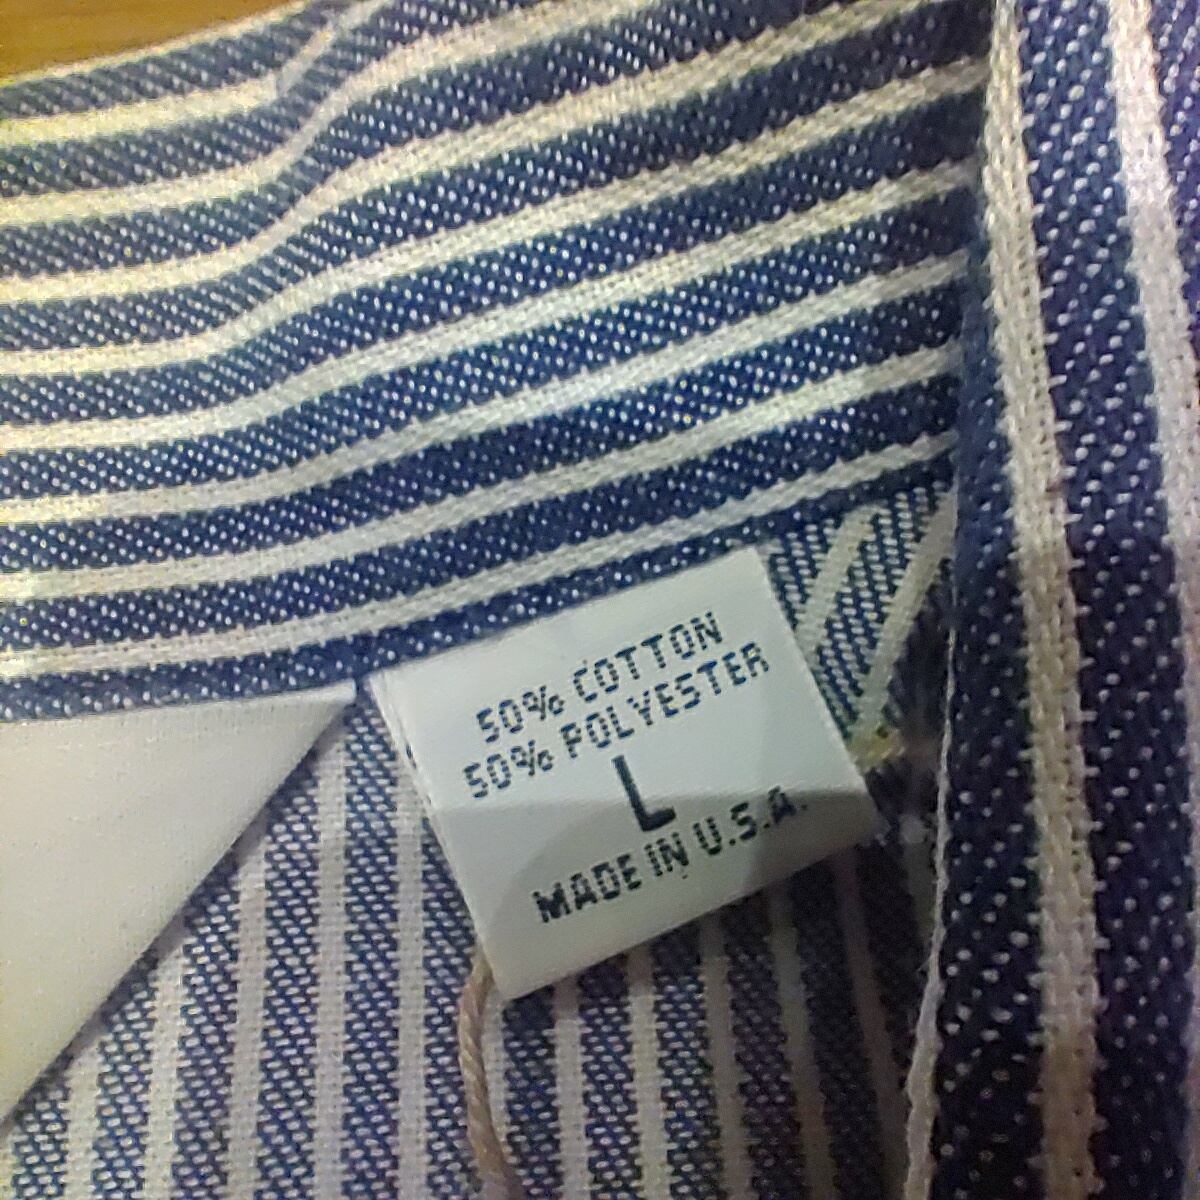 50% COTTON
50% POLYESTER
L
MADE IN U.S.A.